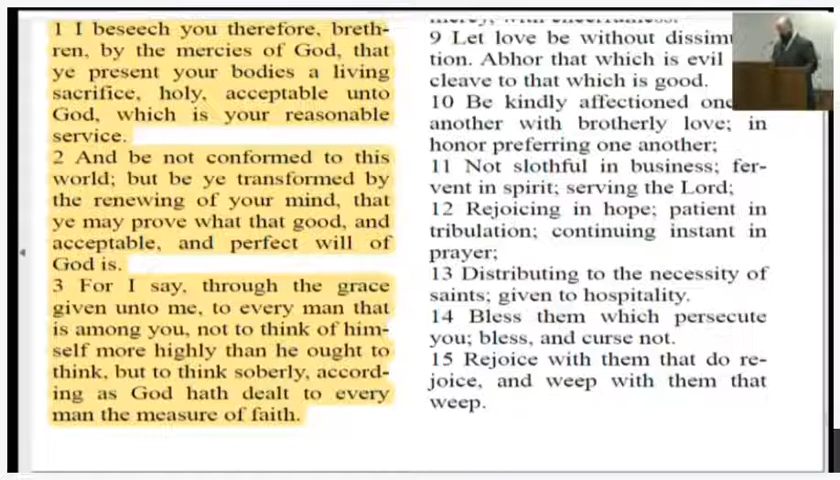 1 I beseech you therefore, breth-
ren, by the mercies of God, that
ye present your bodies a living
sacrifice, holy, acceptable unto
God, which is your reasonable
service.
2 And be not conformed to this
world; but be ye transformed by
the renewing of your mind, that
ye may prove what that good, and
acceptable, and perfect will of
God is.
3 For I say, through the grace
given unto me, to every man that
is among you, not to think of him-
self more highly than he ought to
think, but to think soberly, accord-
ing as God hath dealt to every
man the measure of faith.
9 Let love be without dissimu
tion. Abhor that which is evil
cleave to that which is good.
10 Be kindly affectioned one
another with brotherly love; in
honor preferring one another;
11 Not slothful in business; fer-
vent in spirit; serving the Lord;
12 Rejoicing in hope; patient in
tribulation; continuing instant in
prayer;
13 Distributing to the necessity of
saints; given to hospitality.
14 Bless them which persecute
you; bless, and curse not.
15 Rejoice with them that do re-
joice, and weep with them that
weep.